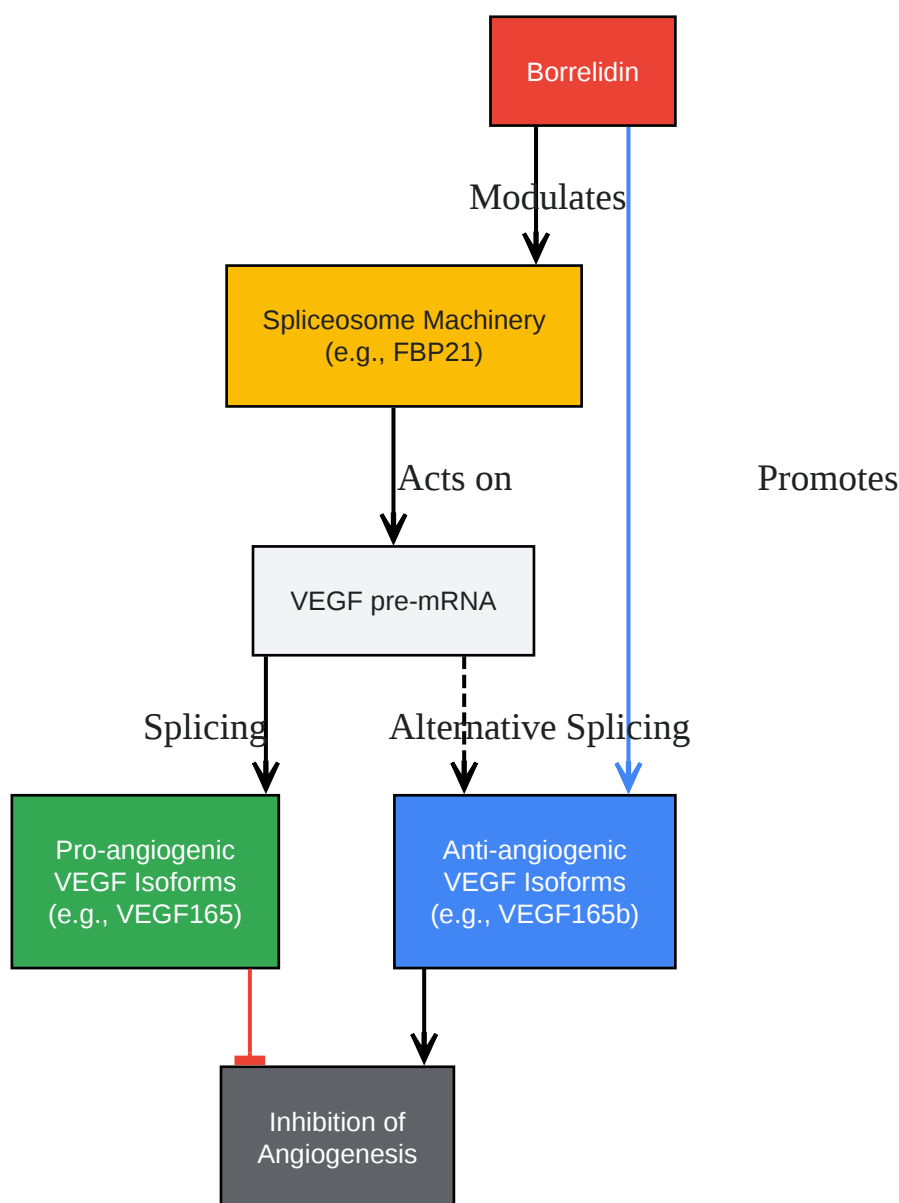 Borrelidin
Modulates
Spliceosome Machinery
(e.g., FBP21)
Acts on
Promotes
VEGF pre-mRNA
Splicing
Alternative Splicing
Pro-angiogenic
VEGF Isoforms
(e.g., VEGF165)
Anti-angiogenic
VEGF Isoforms
(e.g., VEGF165b)
Inhibition of
Angiogenesis